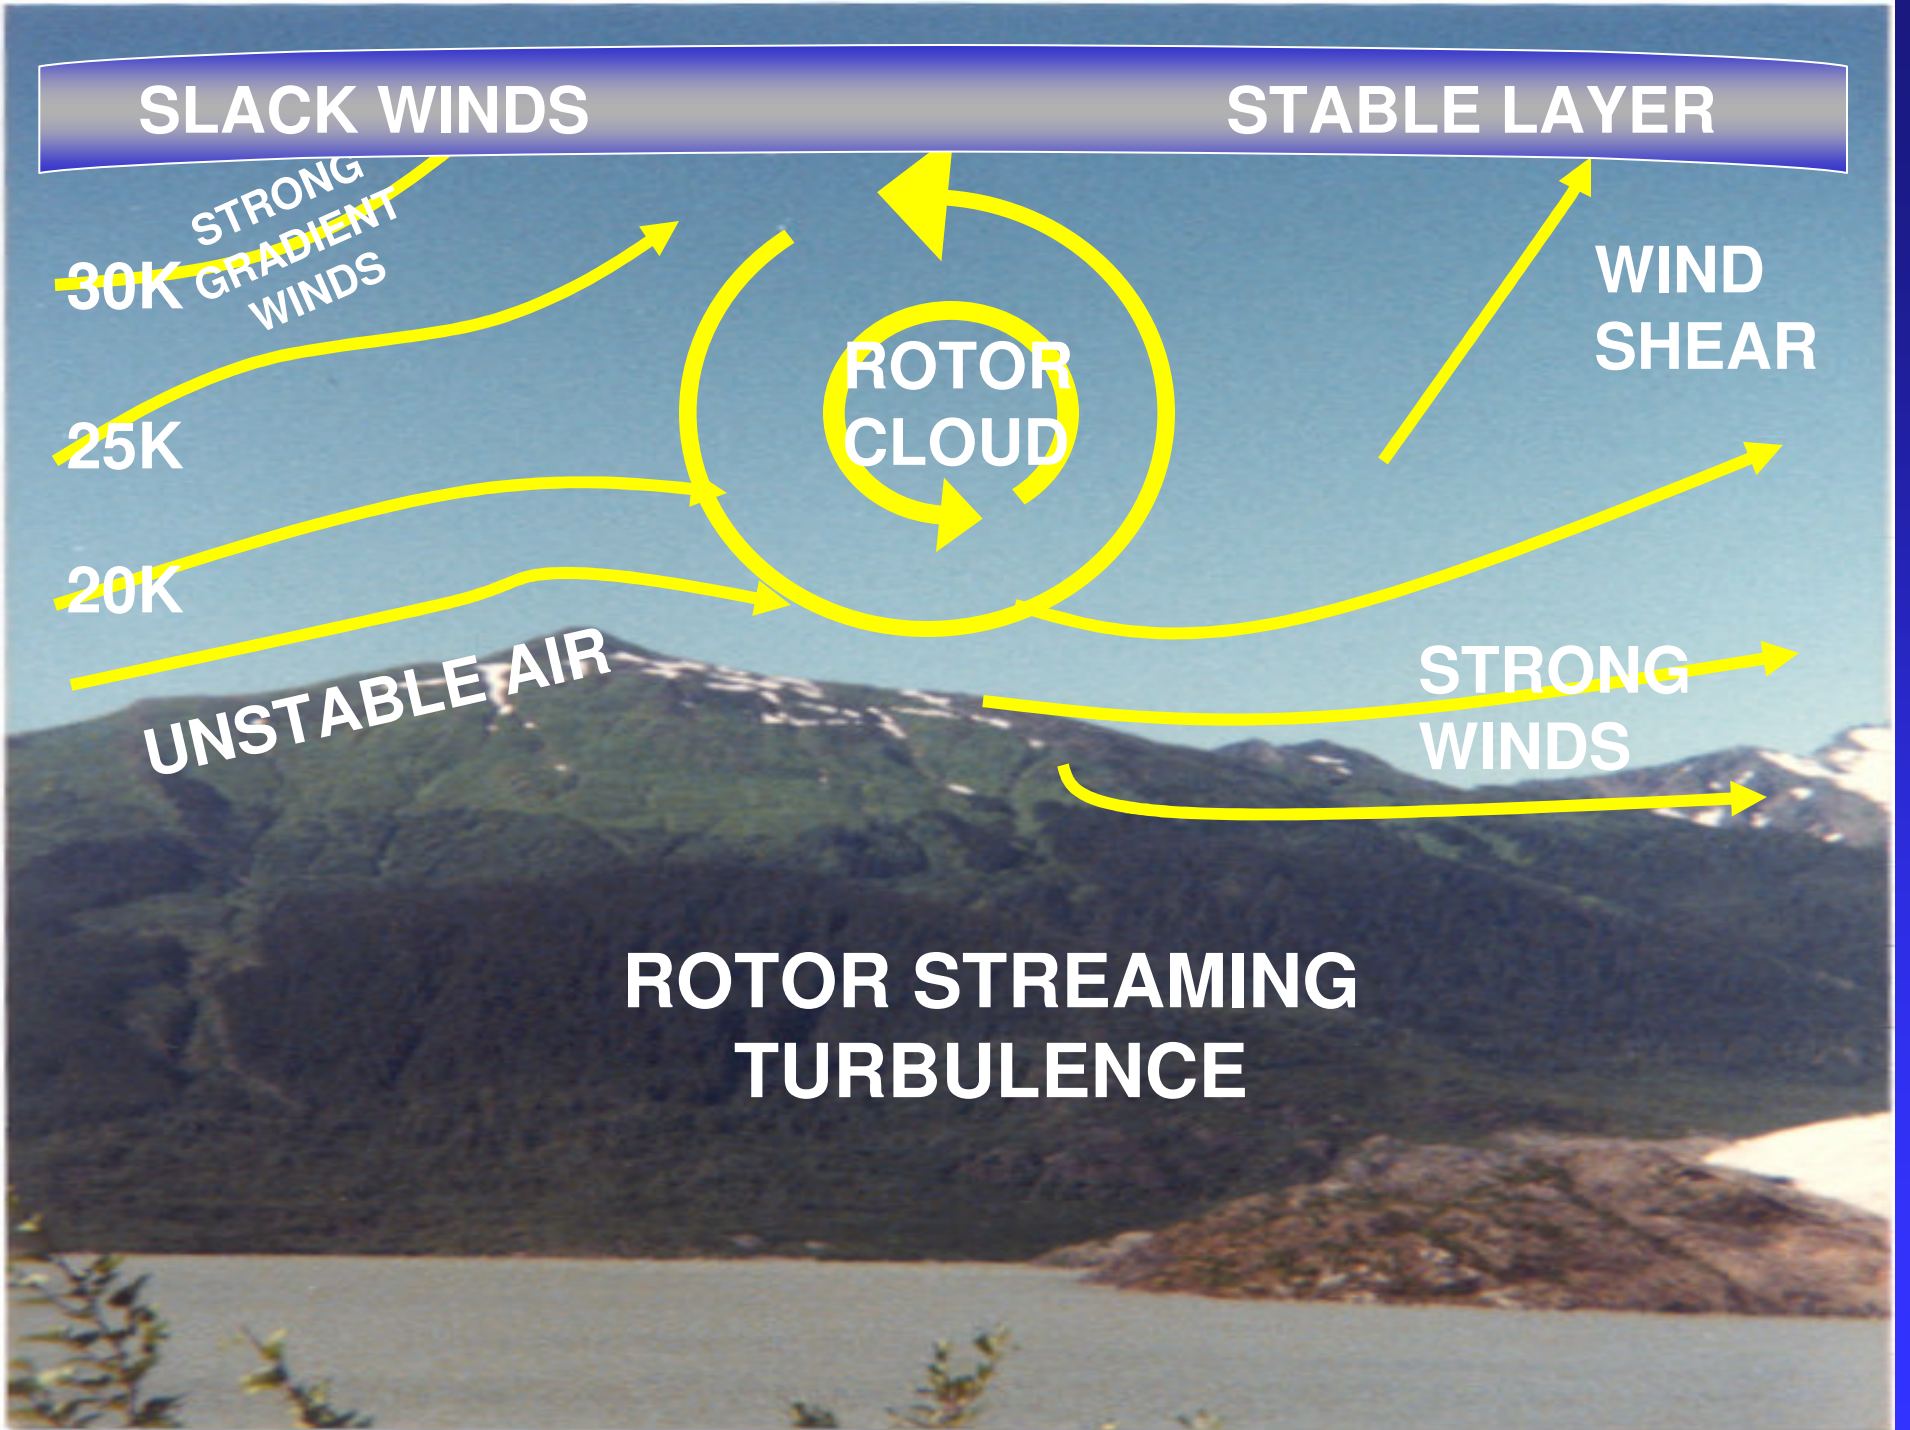 SLACK WINDS
STABLE LAYER
STRONG
GRADIENT
WINDS
30K
25K
20K
ROTOR
CLOUD
WIND
SHEAR
UNSTABLE AIR
STRONG
WINDS
ROTOR STREAMING
TURBULENCE